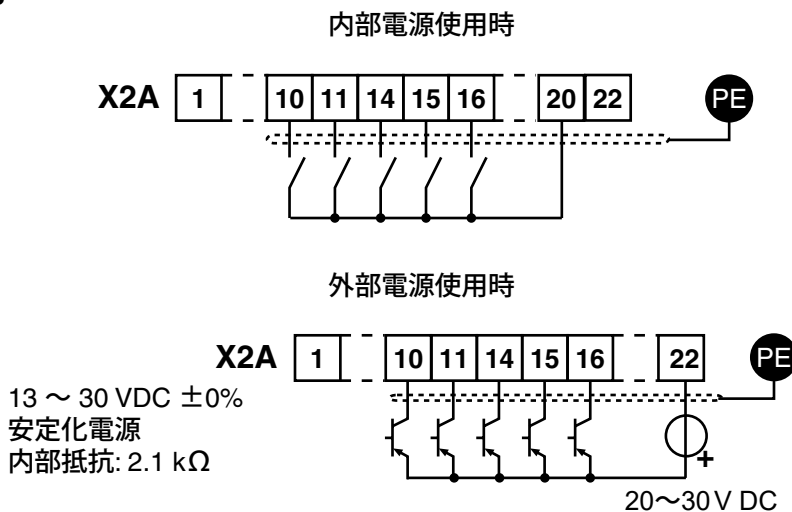 内部電源使用時
X2A 1 10 11 14 15 16 20 22 PE
外部電源使用時
X2A 1 10 11 14 15 16 22 PE
13 ～ 30 VDC ±0%
安定化電源
内部抵抗: 2.1 kΩ
+
20～30V DC